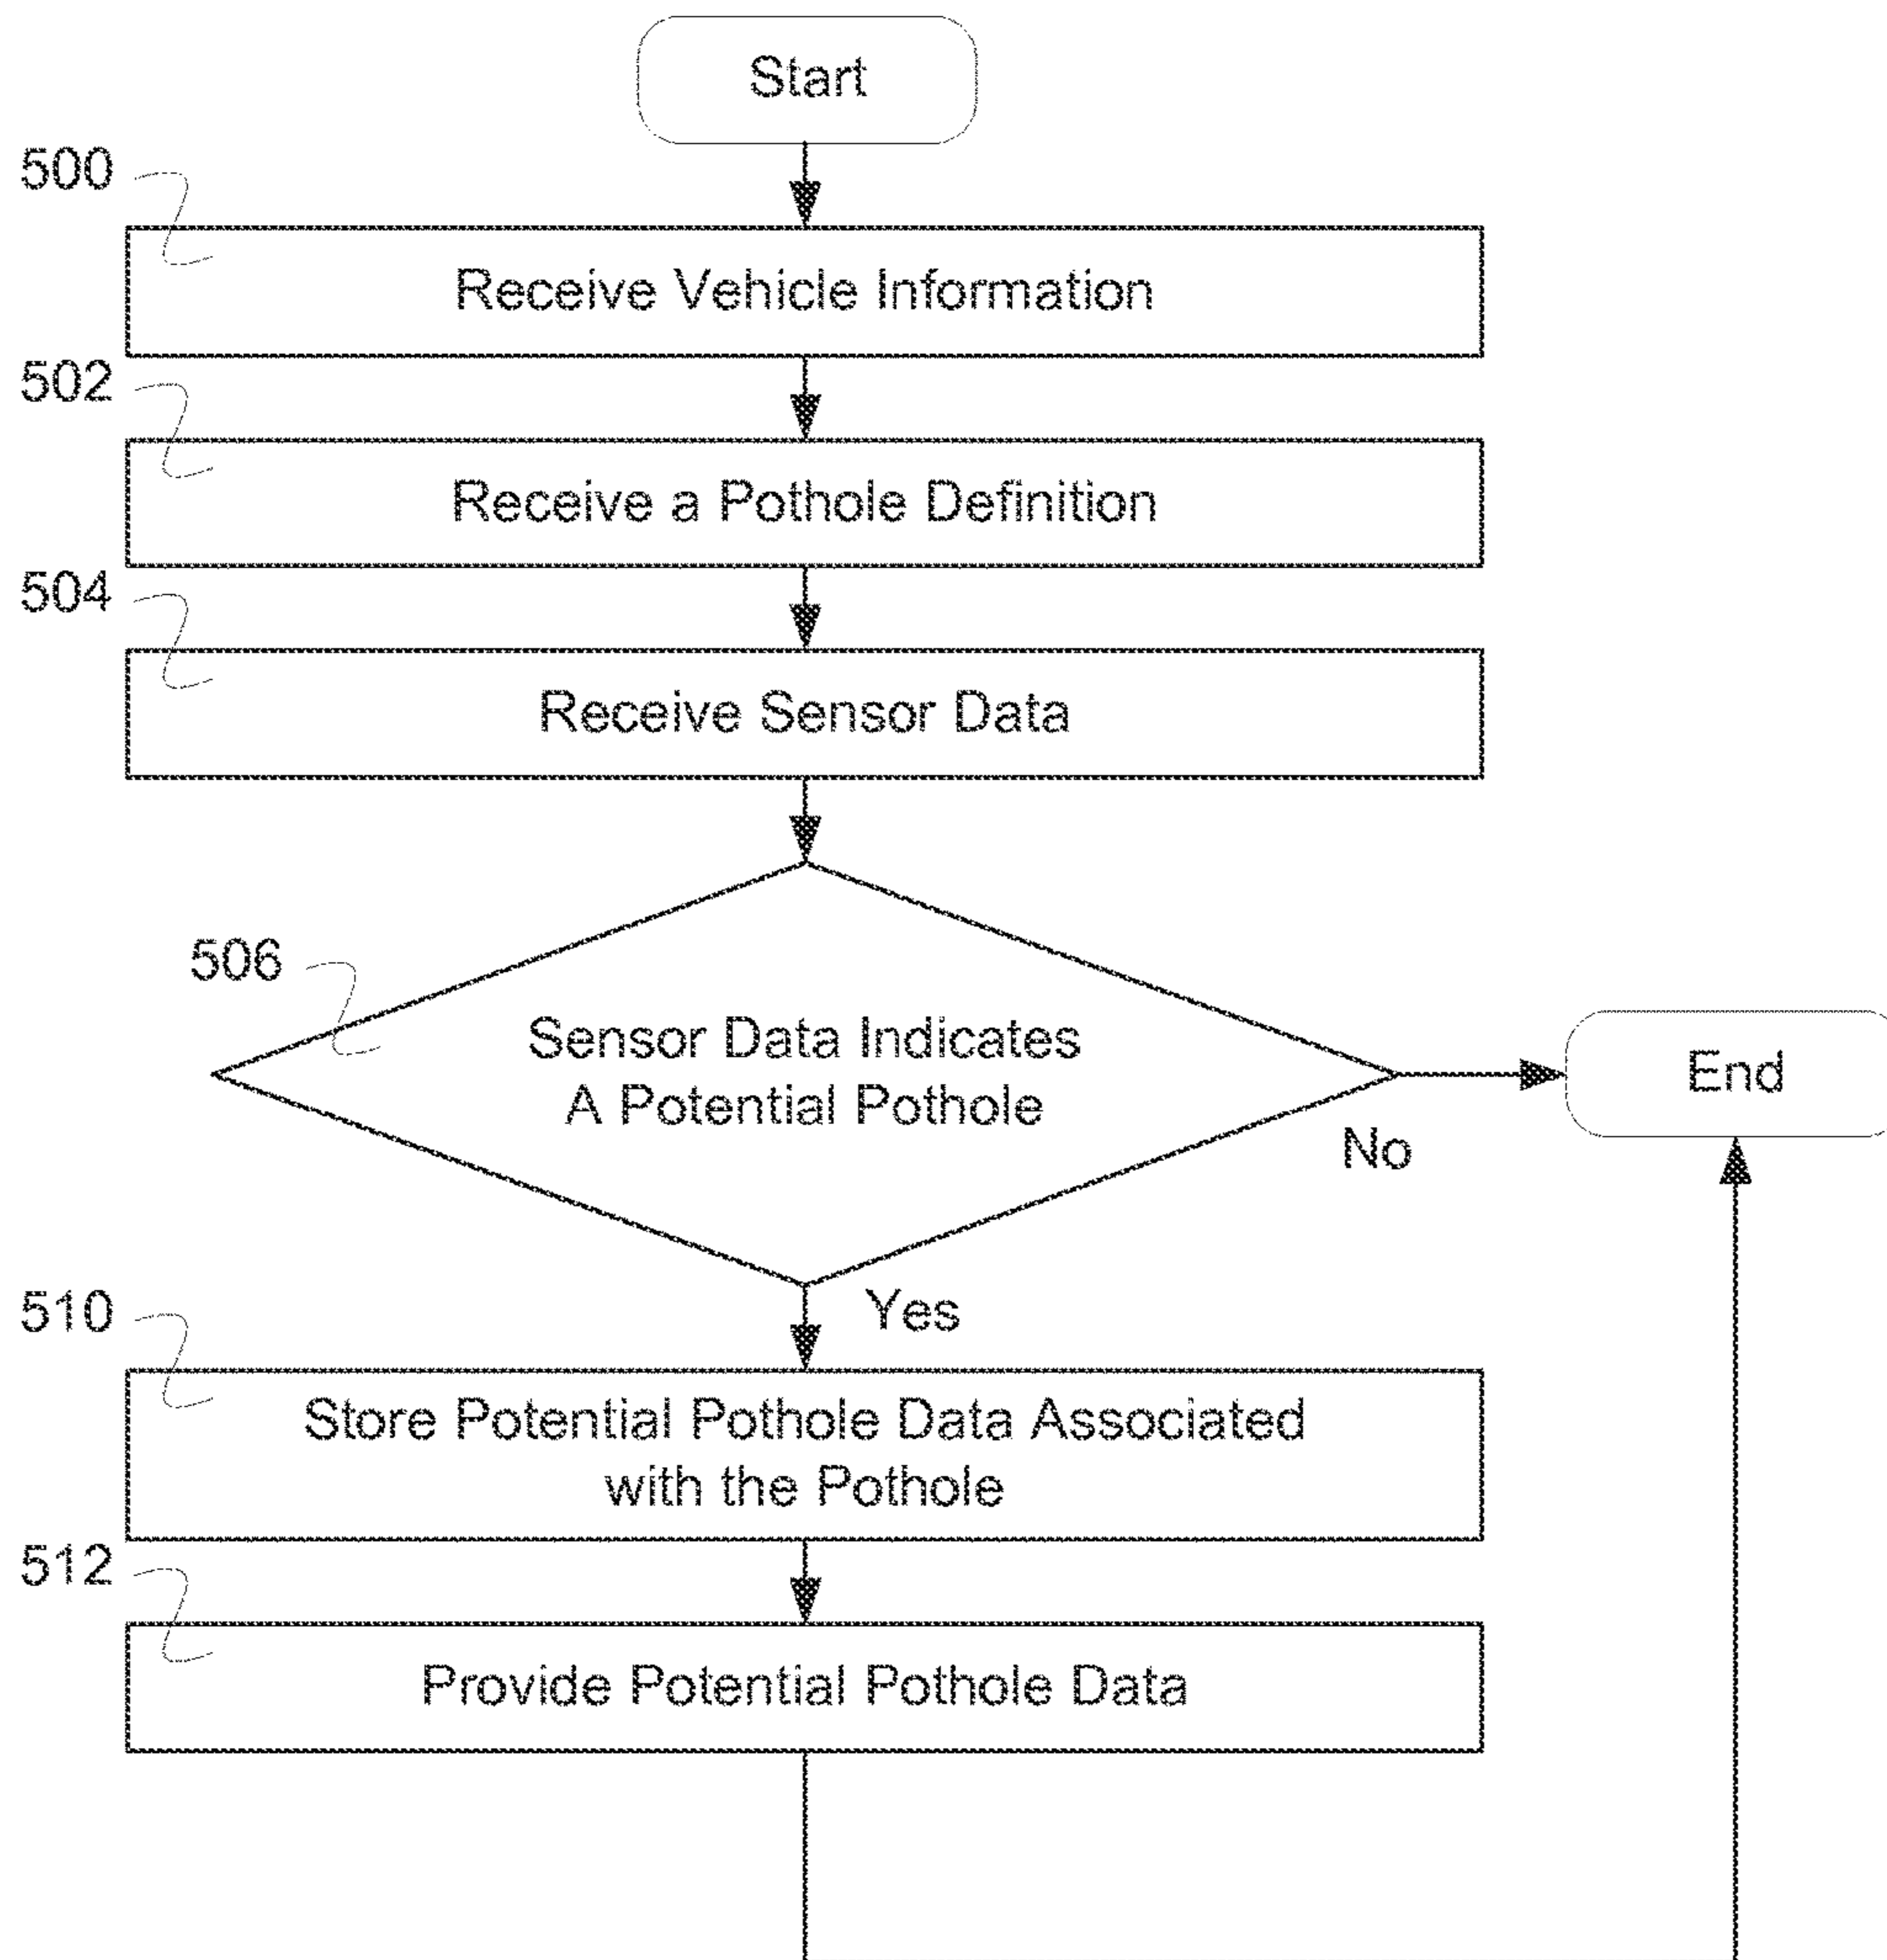 Start
500
Receive Vehicle Information
502
Receive a Pothole Definition
504
Receive Sensor Data
506
Sensor Data Indicates
A Potential Pothole
End
No
Yes
510
Store Potential Pothole Data Associated
with the Pothole
512
Provide Potential Pothole Data